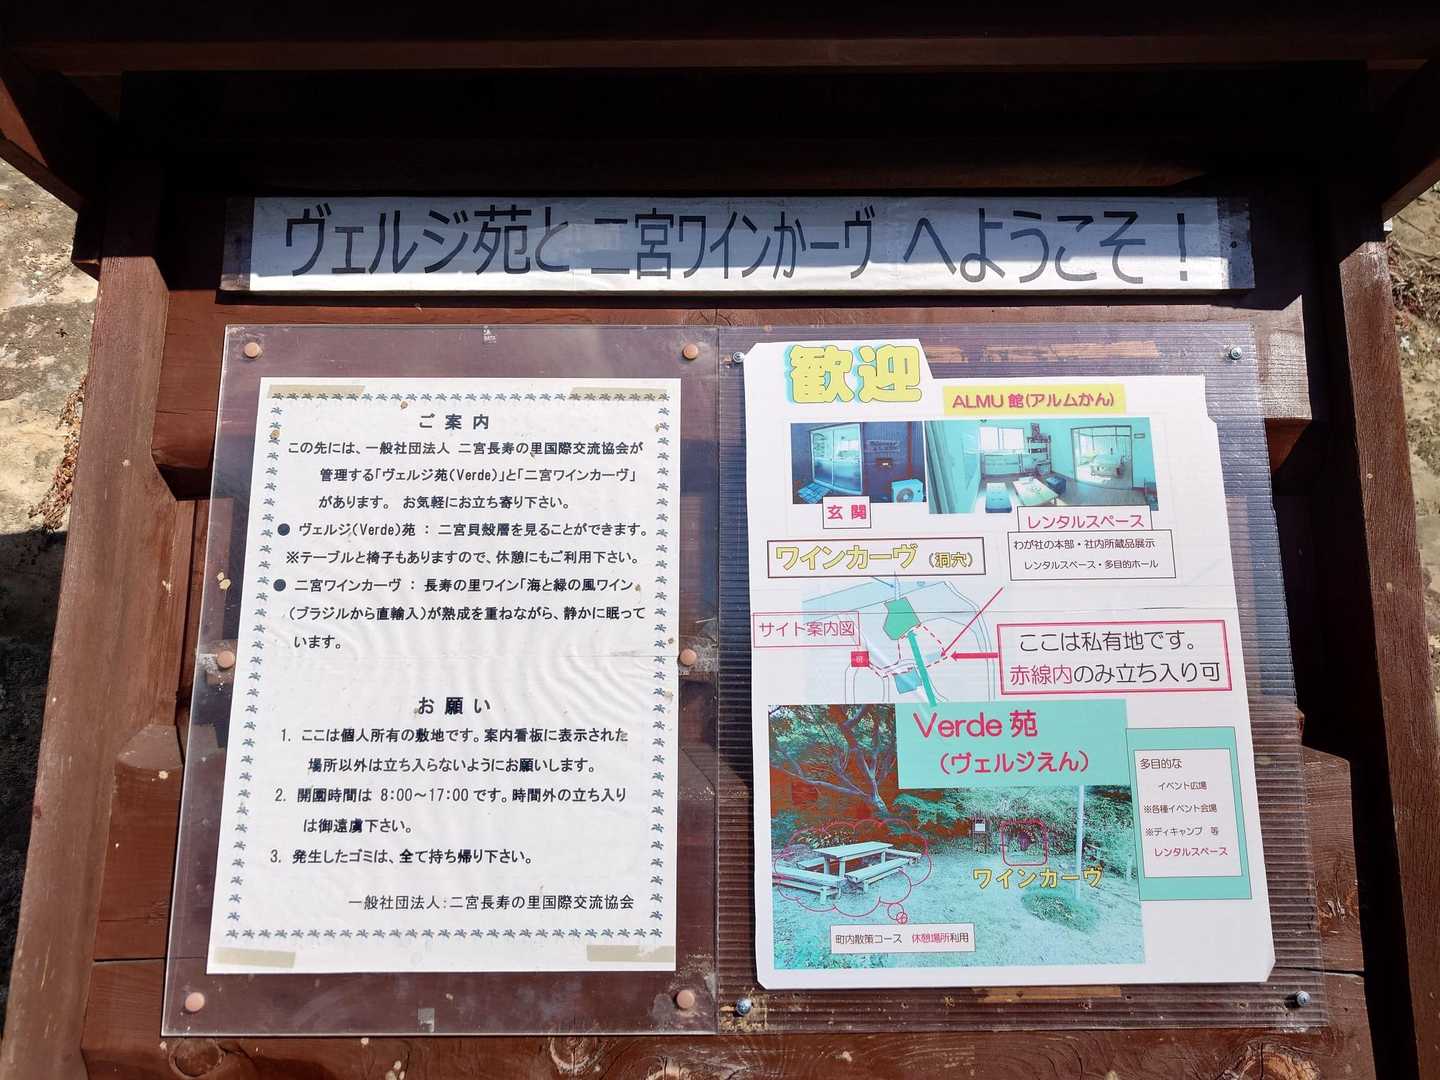 ヴェルジ苑と 二宮ワインかーヴ へようこそ！
ご 案 内
この先には、一般社団法人 二宮長寿の里国際交流協会が
管理する「ヴェルジ苑（Verde）」と「二宮ワインカーヴ」
があります。 お気軽にお立ち寄り下さい。
● ヴェルジ（Verde）苑 ： 二宮貝殻層を見ることができます。
※テーブルと椅子もありますので、休憩にもご利用下さい。
● 二宮ワインカーヴ ： 長寿の里ワイン「海と緑の風ワイン」
（ブラジルから直輸入）が熟成を重ねながら、静かに眠って
います。
お 願 い
1. ここは個人所有の敷地です。案内看板に表示された
場所以外は立ち入らないようにお願いします。
2. 開園時間は 8:00～17:00 です。時間外の立ち入り
は御遠慮下さい。
3. 発生したゴミは、全て持ち帰り下さい。
一般社団法人：二宮長寿の里国際交流協会
歓迎
ALMU 館（アルムかん）
玄 関
レンタルスペース
わが社の本部・社内所蔵品展示
レンタルスペース・多目的ホール
ワインカーヴ （洞穴）
サイト案内図
ここは私有地です。
赤線内のみ立ち入り可
Verde 苑
（ヴェルジえん）
多目的な
イベント広場
※各種イベント会場
※ディキャンプ 等
レンタルスペース
ワインカーヴ
町内散策コース 休憩場所利用